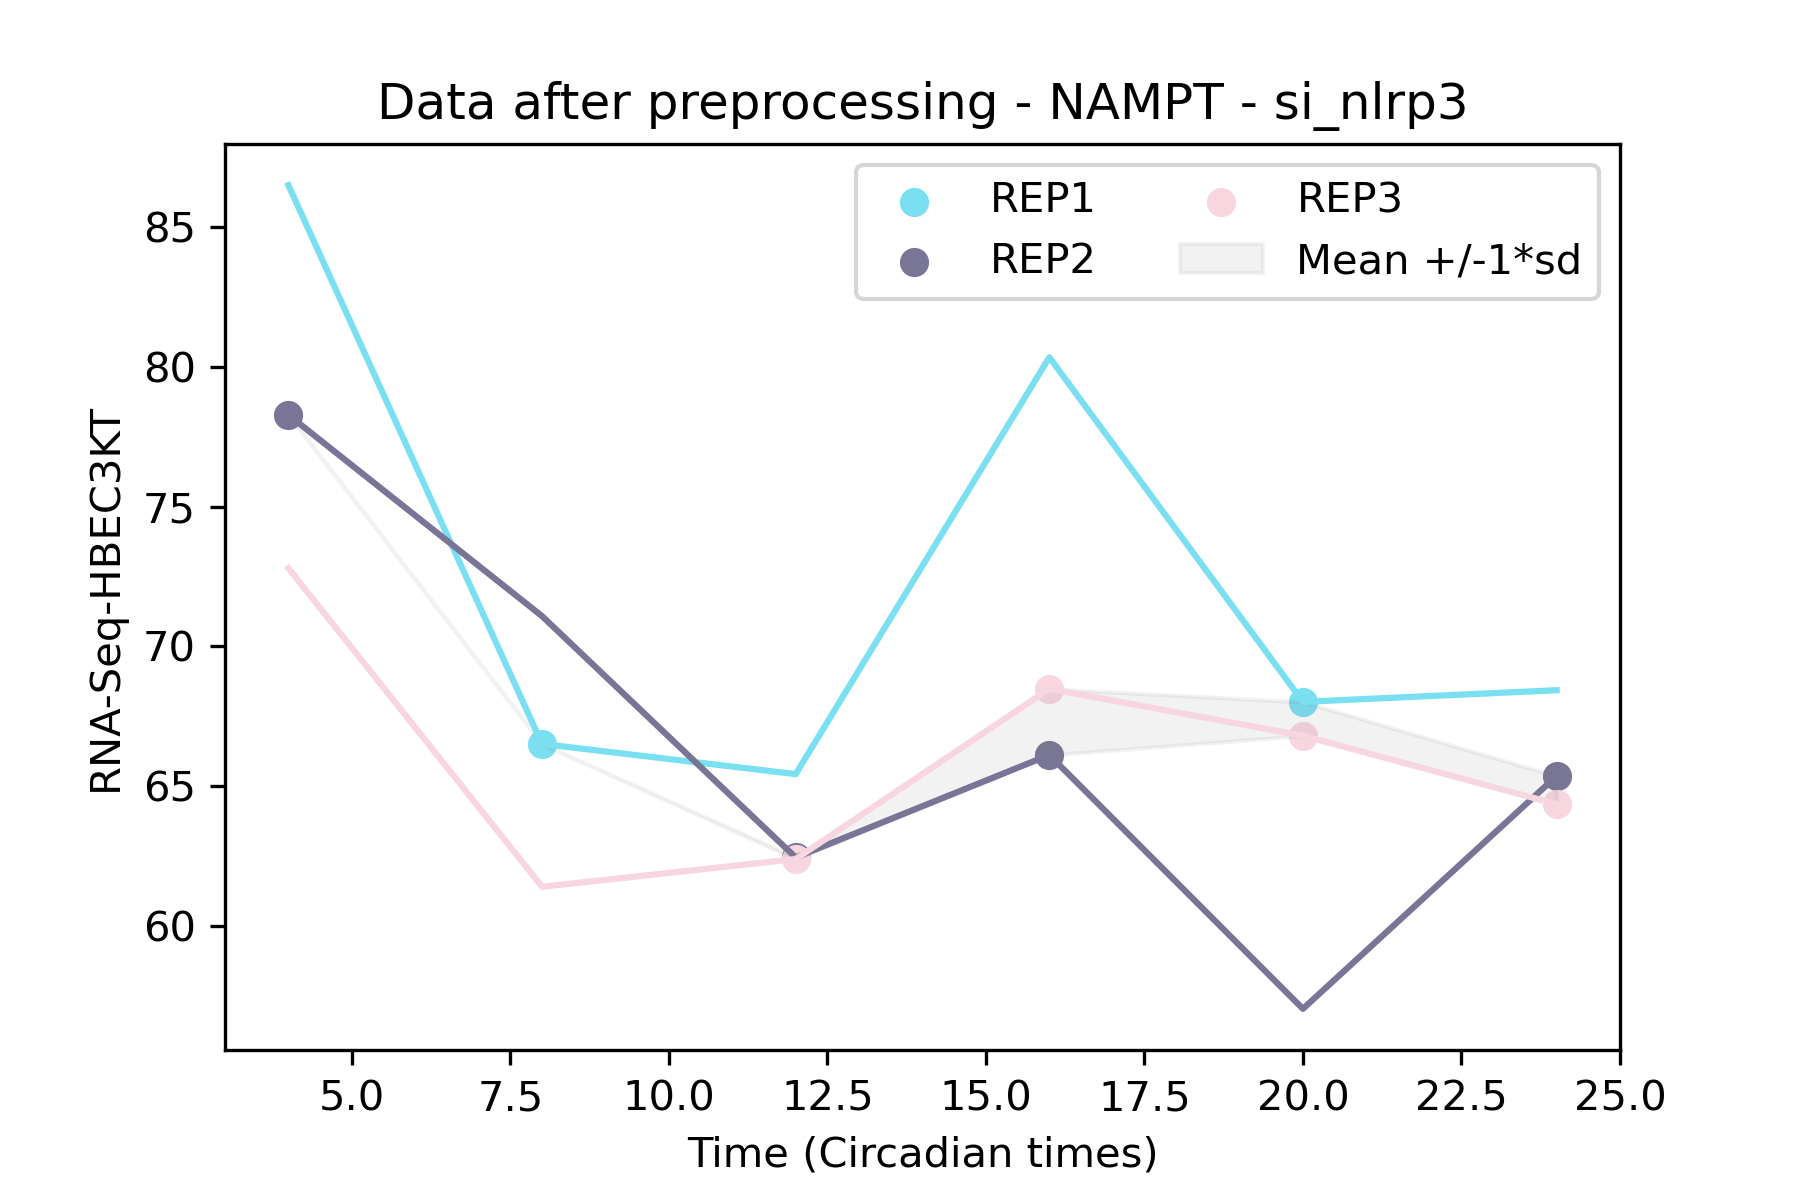 Data after preprocessing - NAMPT - si_nlrp3
REP1
REP2
REP3
Mean +/-1*sd
RNA-Seq-HBEC3KT
85
80
75
70
65
60
5.0 7.5 10.0 12.5 15.0 17.5 20.0 22.5 25.0
Time (Circadian times)